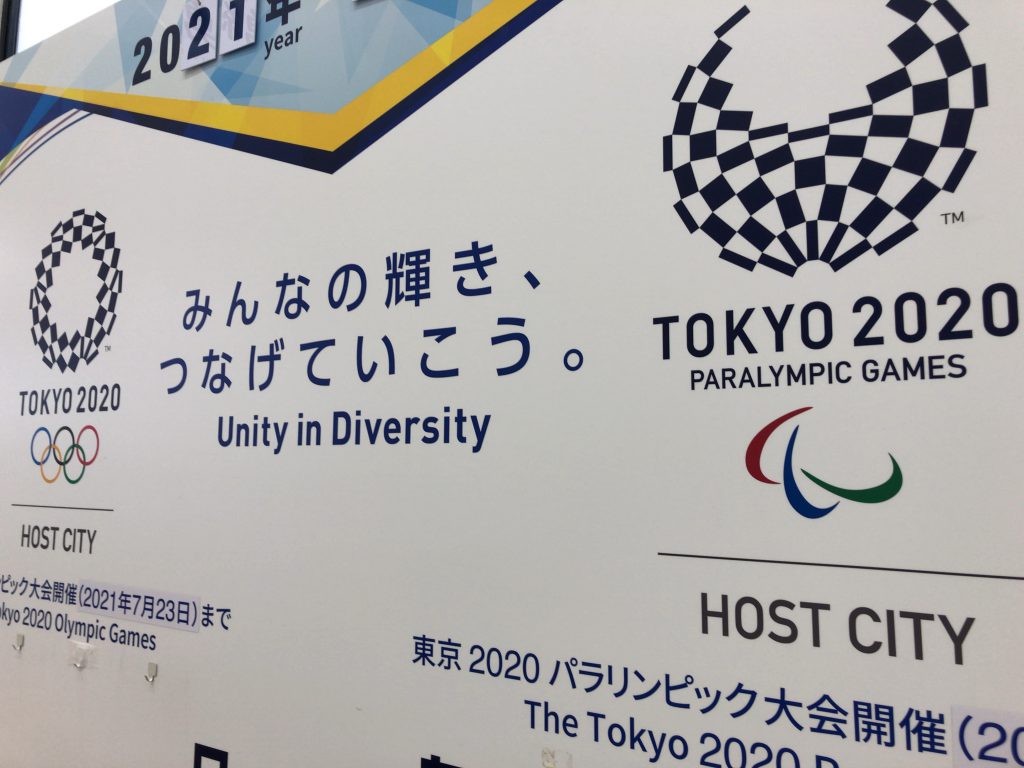 2021年
year
みんなの輝き、
つなげていこう。
Unity in Diversity
TOKYO 2020
HOST CITY
ピック大会開催(2021年7月23日)まで
kyo 2020 Olympic Games
TM
TOKYO 2020
PARALYMPIC GAMES
HOST CITY
東京 2020 パラリンピック大会開催(20
The Tokyo 2020